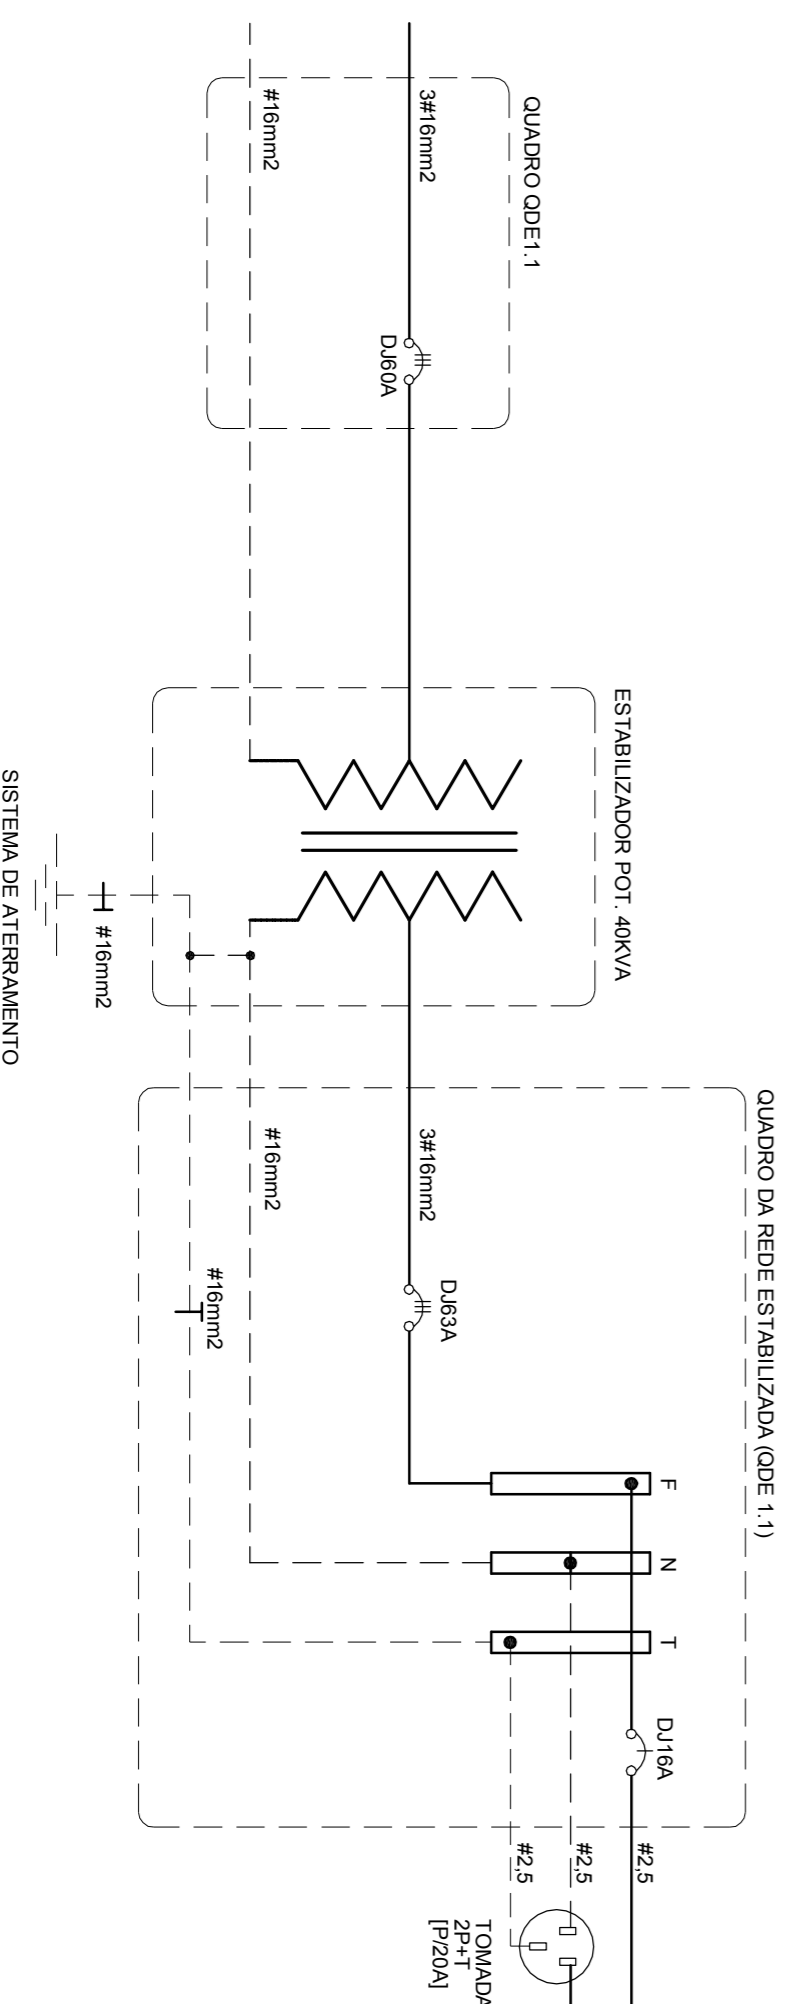 QUADRO QDE1.1
3#16mm2
#16mm2
DJ60A
ESTABILIZADOR POT. 40KVA
#16mm2
SISTEMA DE ATERRAMENTO
QUADRO DA REDE ESTABILIZADA (QDE 1.1)
3#16mm2
#16mm2
#16mm2
DJ63A
F
N
T
DJ16A
#2,5
#2,5
#2,5
TOMADA
2P+T
[P/20A]